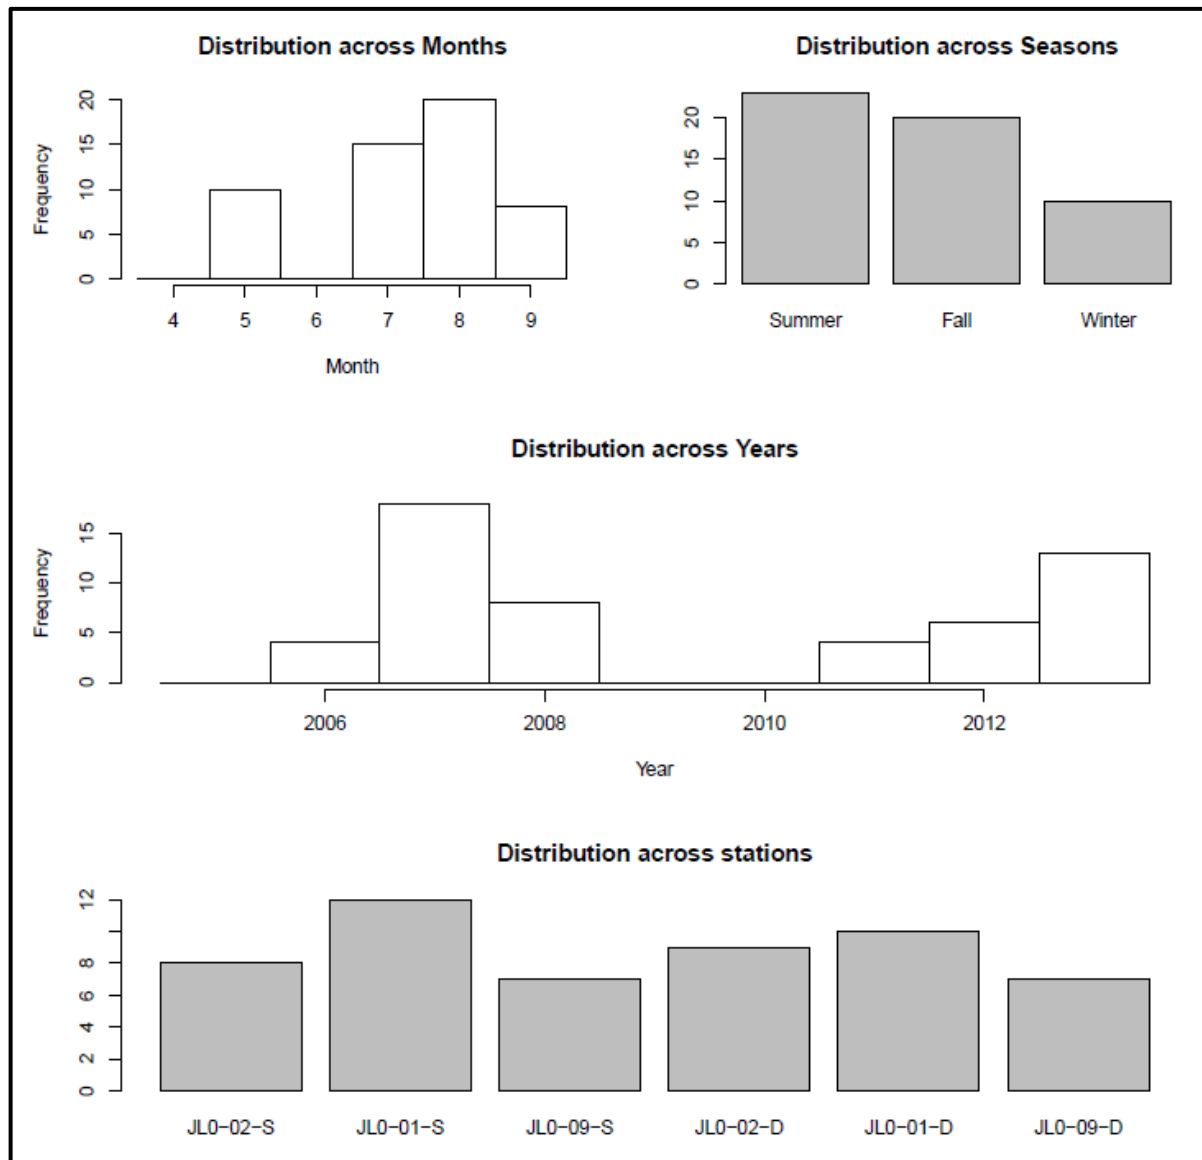 Distribution across Months
Frequency
0 5 10 15 20
4 5 6 7 8 9
Month
Distribution across Seasons
0 5 10 15 20
Summer Fall Winter
Distribution across Years
Frequency
0 5 10 15
2006 2008 2010 2012
Year
Distribution across stations
0 2 4 6 8 12
JL0-02-S JL0-01-S JL0-09-S JL0-02-D JL0-01-D JL0-09-D